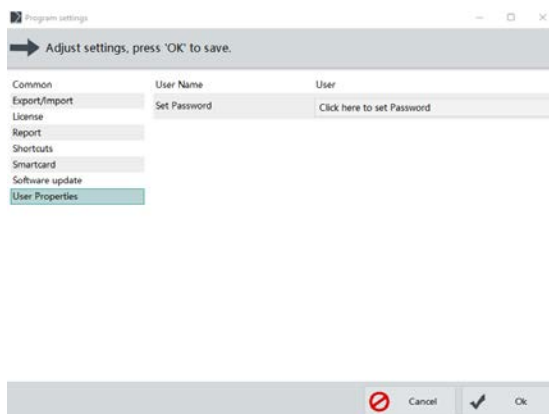 Program settings
Adjust settings, press 'OK' to save.
Common
Export/Import
License
Report
Shortcuts
Smartcard
Software update
User Properties
User Name User
Set Password Click here to set Password
Cancel Ok